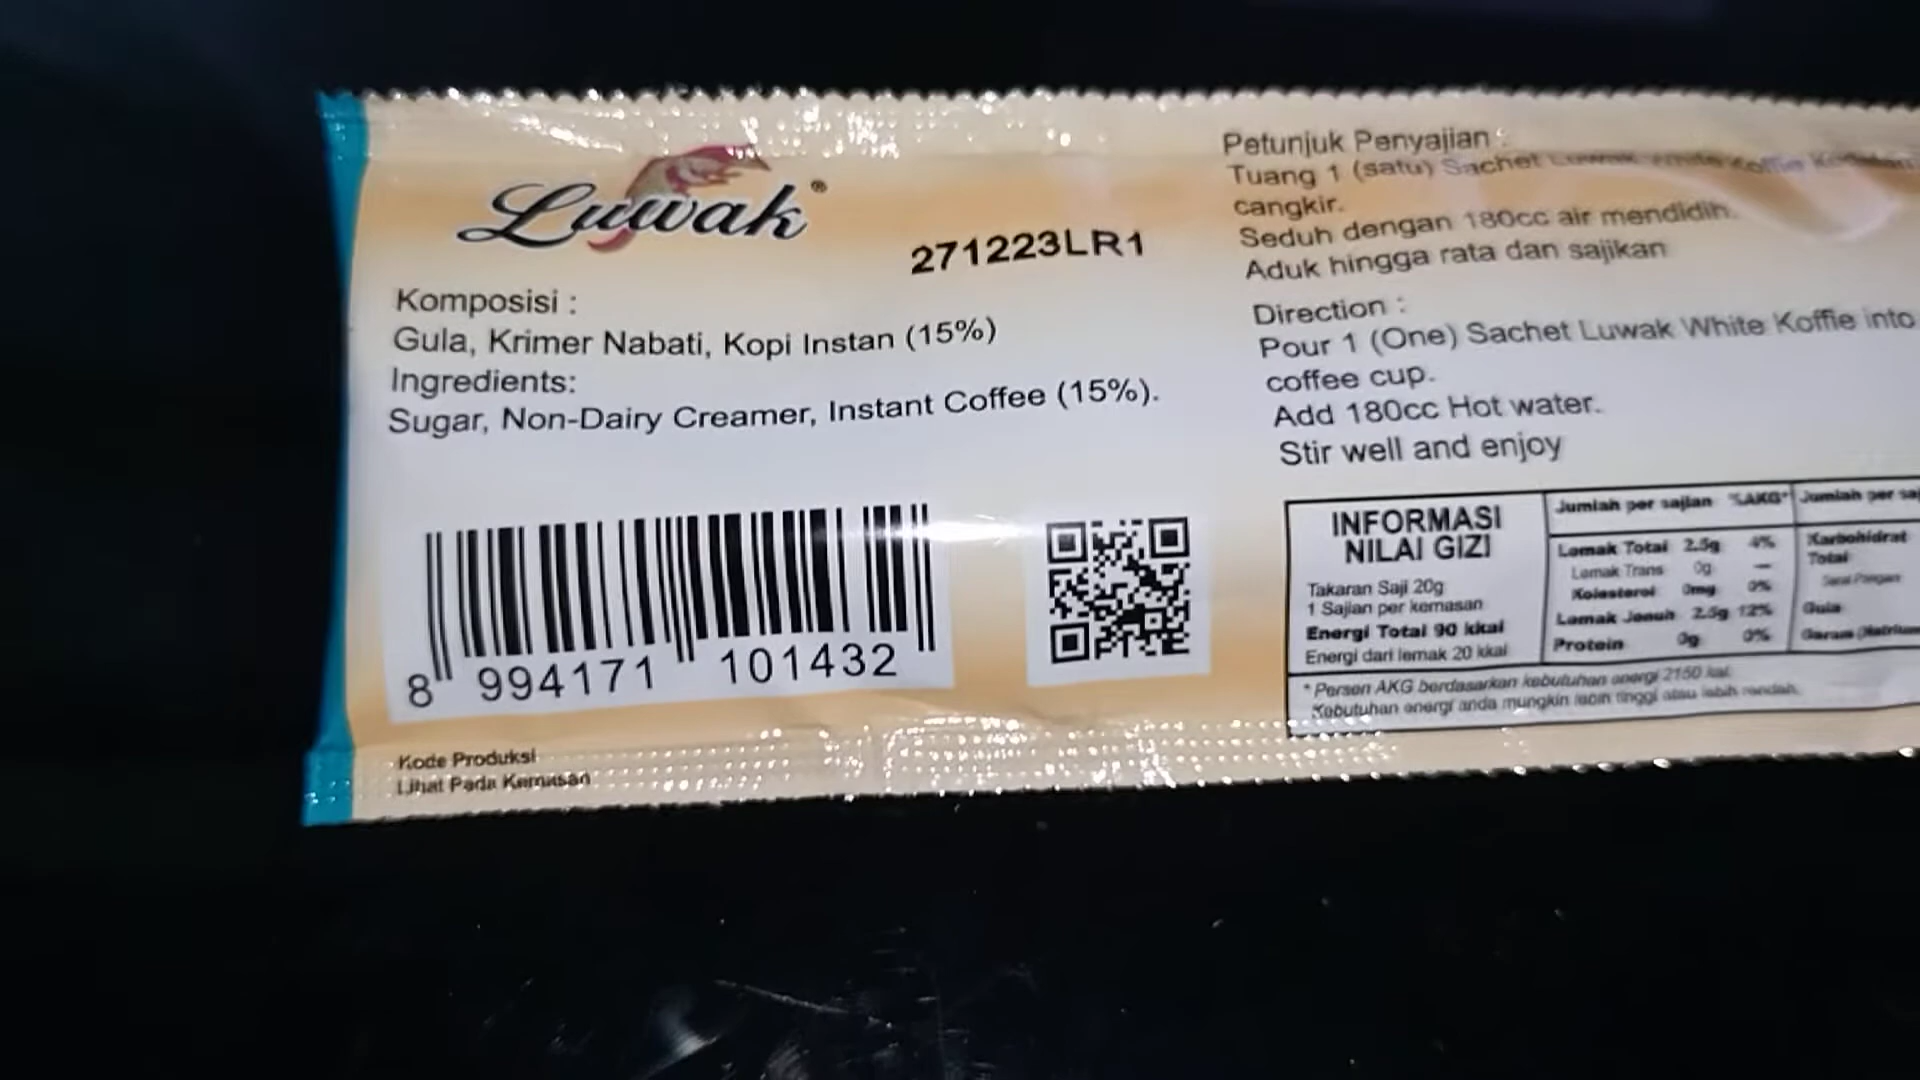 Luwak®
271223LR1
Komposisi :
Gula, Krimer Nabati, Kopi Instan (15%)
Ingredients:
Sugar, Non-Dairy Creamer, Instant Coffee (15%).
8 994171 101432
Kode Produksi
Lihat Pada Kemasan
Petunjuk Penyajian :
Tuang 1 (satu) Sachet Luwak White Koffie
cangkir.
Seduh dengan 180cc air mendidih.
Aduk hingga rata dan sajikan
Direction :
Pour 1 (One) Sachet Luwak White Koffie into
coffee cup.
Add 180cc Hot water.
Stir well and enjoy
INFORMASI
NILAI GIZI
Takaran Saji 20g
1 Sajian per kemasan
Energi Total 90 kkal
Energi dari lemak 20 kkal
Jumlah per sajian %AKG*
Lemak Total 2.5g 4%
Lemak Trans 0g —
Kolesterol 0mg 0%
Lemak Jenuh 2.5g 12%
Protein 0g 0%
Jumlah per
Karbohidrat
Total
Gula
Garam
* Persen AKG berdasarkan kebutuhan energi 2150 kal.
Kebutuhan energi anda mungkin lebih tinggi atau lebih rendah.